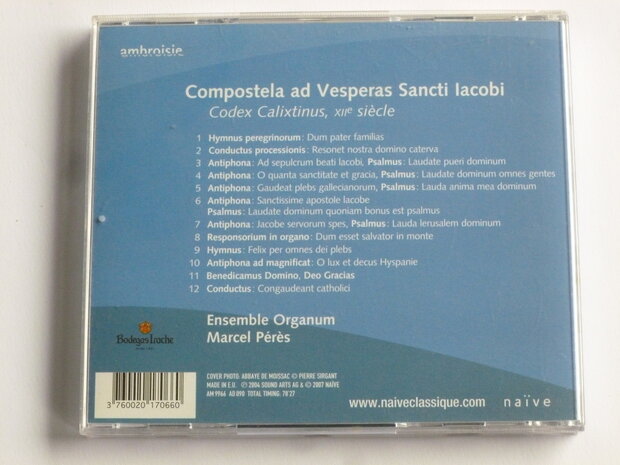 ambroisie
Compostela ad Vesperas Sancti Iacobi
Codex Calixtinus, XIIe siècle
1 Hymnus peregrinorum: Dum pater familias
2 Conductus processionis: Resonet nostra domino caterva
3 Antiphona: Ad sepulcrum beati Iacobi, Psalmus: Laudate pueri dominum
4 Antiphona: O quanta sanctitate et gracia, Psalmus: Laudate dominum omnes gentes
5 Antiphona: Gaudeat plebs gallecianorum, Psalmus: Lauda anima mea dominum
6 Antiphona: Sanctissime apostole Iacobe
Psalmus: Laudate dominum quoniam bonus est psalmus
7 Antiphona: Jacobe servorum spes, Psalmus: Lauda Ierusalem dominum
8 Responsorium in organo: Dum esset salvator in monte
9 Hymnus: Felix per omnes dei plebs
10 Antiphona ad magnificat: O lux et decus Hyspanie
11 Benedicamus Domino, Deo Gracias
12 Conductus: Congaudeant catholici
Ensemble Organum
Marcel Pérès
Bodegas Irache
COVER PHOTO: ABBAYE DE MOISSAC © PIERRE SIRGANT
MADE IN E.U. ℗ 2004 SOUND ARTS AG & © 2007 NAÏVE
AM 9966 AD 090 TOTAL TIMING: 78'27
3 760020 170660
www.naiveclassique.com
naïve